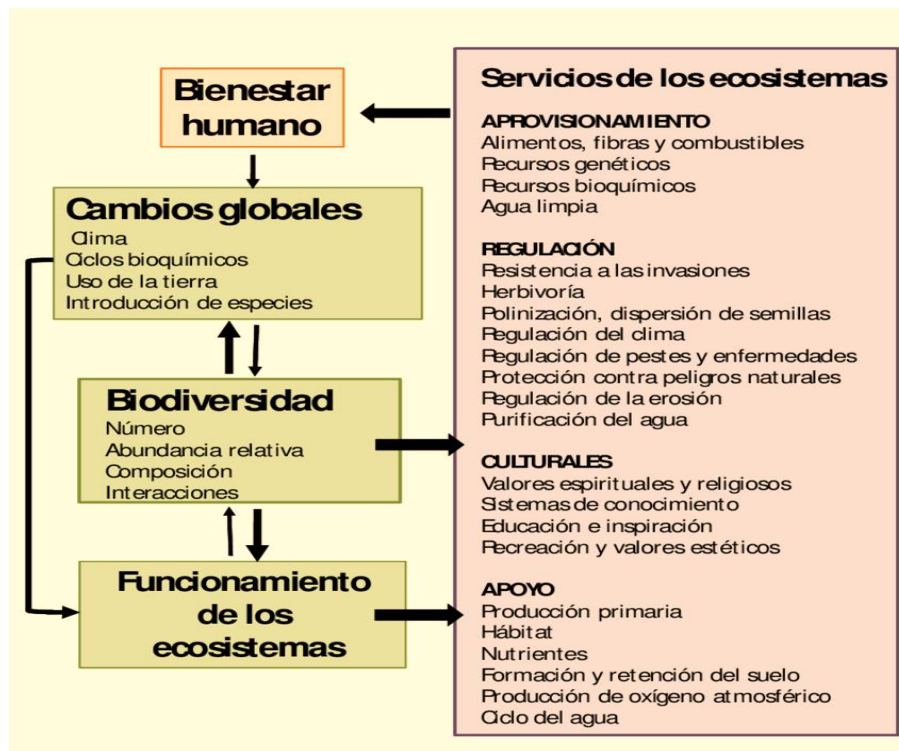 Bienestar
humano
Cambios globales
Clima
Ciclos bioquímicos
Uso de la tierra
Introducción de especies
Biodiversidad
Número
Abundancia relativa
Composición
Interacciones
Funcionamiento
de los
ecosistemas
Servicios de los ecosistemas
APROVISIONAMIENTO
Alimentos, fibras y combustibles
Recursos genéticos
Recursos bioquímicos
Agua limpia
REGULACIÓN
Resistencia a las invasiones
Herbivoría
Polinización, dispersión de semillas
Regulación del clima
Regulación de pestes y enfermedades
Protección contra peligros naturales
Regulación de la erosión
Purificación del agua
CULTURALES
Valores espirituales y religiosos
Sistemas de conocimiento
Educación e inspiración
Recreación y valores estéticos
APOYO
Producción primaria
Hábitat
Nutrientes
Formación y retención del suelo
Producción de oxígeno atmosférico
Ciclo del agua